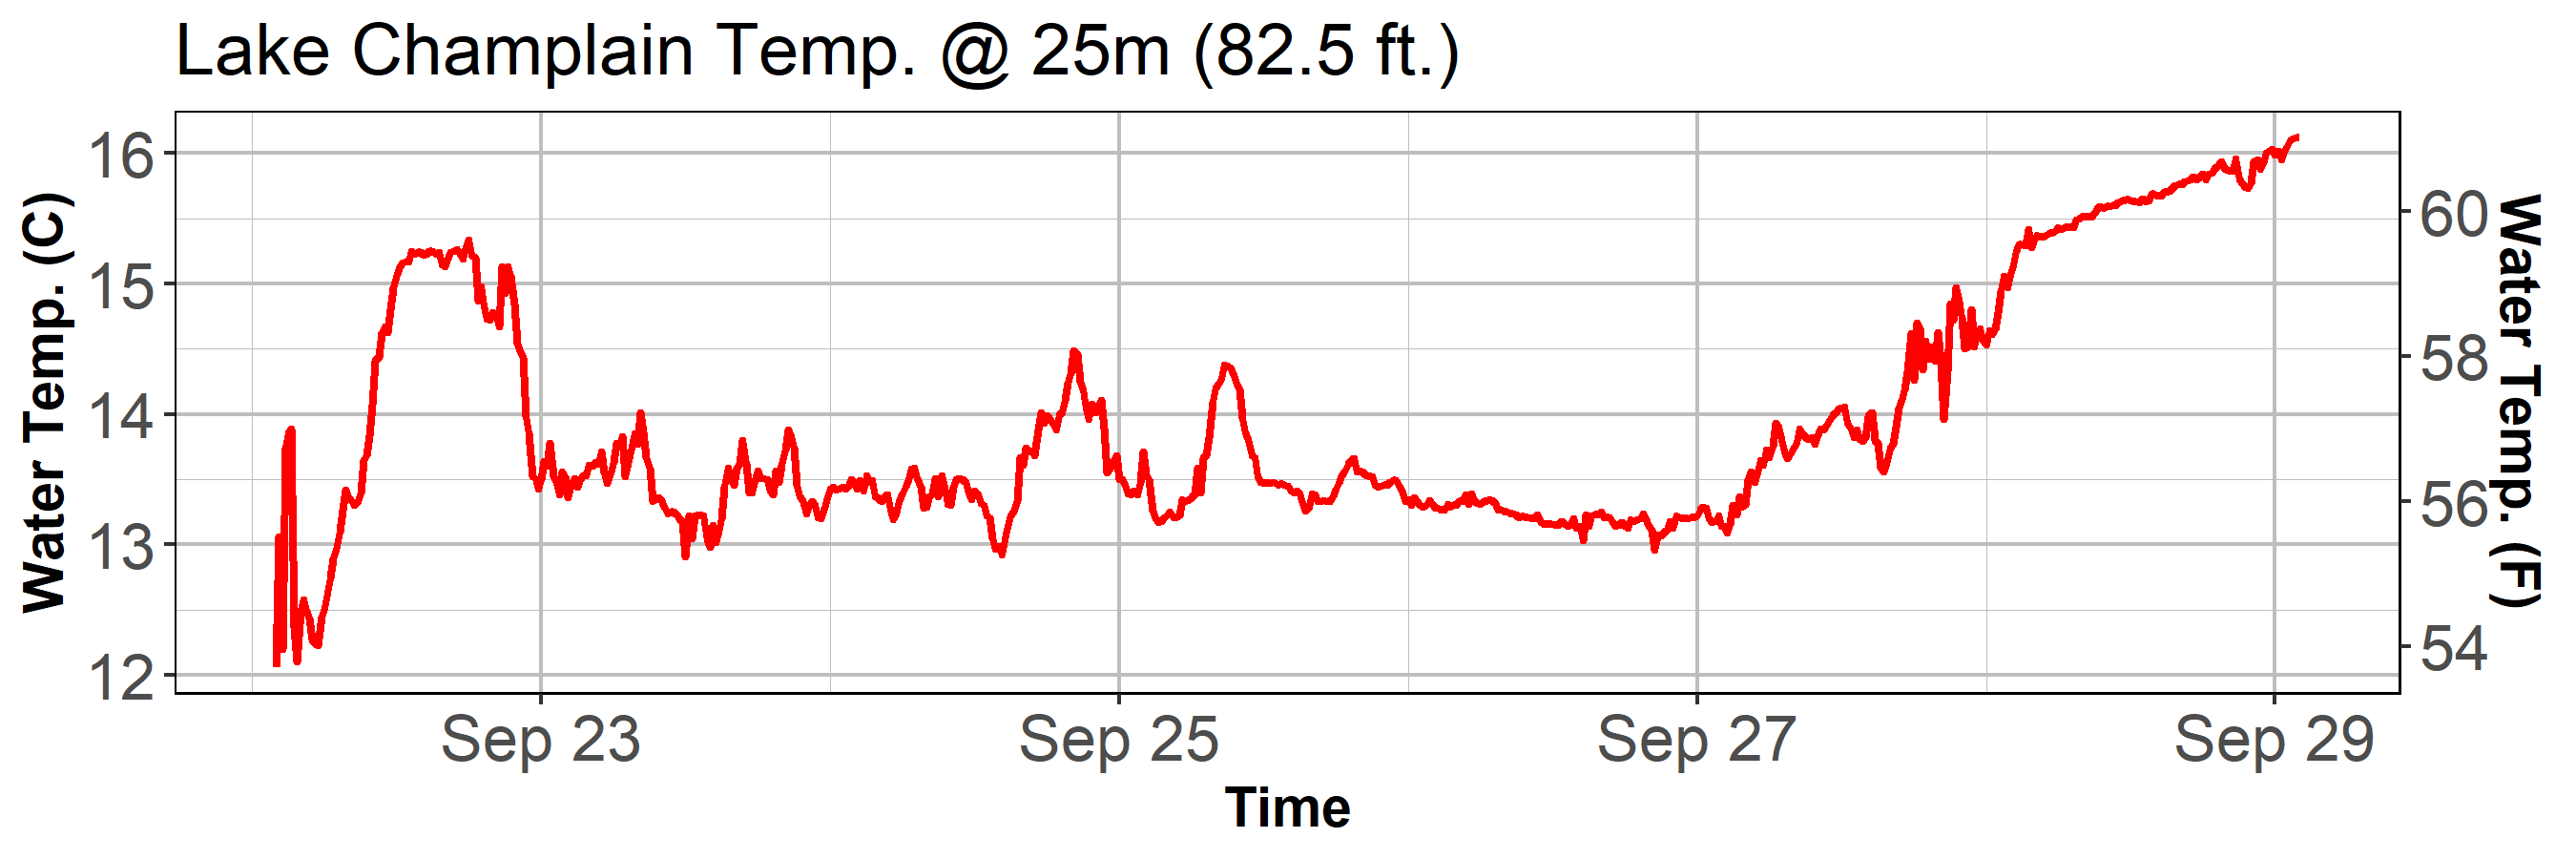 Lake Champlain Temp. @ 25m (82.5 ft.)
Water Temp. (C)
16
15
14
13
12
60
58
56
54
Water Temp. (F)
Sep 23
Sep 25
Sep 27
Sep 29
Time